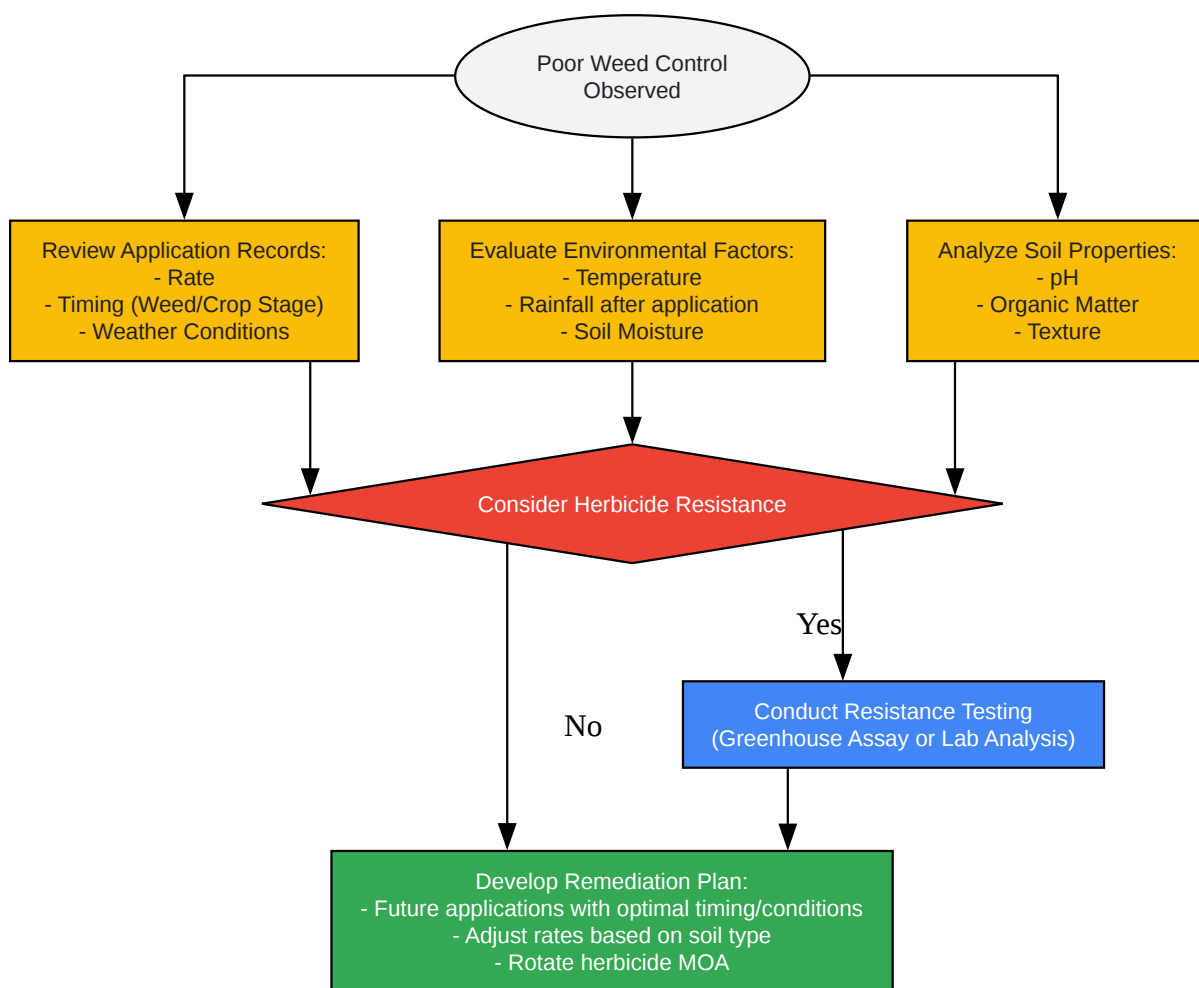 Poor Weed Control
Observed
Review Application Records:
- Rate
- Timing (Weed/Crop Stage)
- Weather Conditions
Evaluate Environmental Factors:
- Temperature
- Rainfall after application
- Soil Moisture
Analyze Soil Properties:
- pH
- Organic Matter
- Texture
Consider Herbicide Resistance
Yes
No
Conduct Resistance Testing
(Greenhouse Assay or Lab Analysis)
Develop Remediation Plan:
- Future applications with optimal timing/conditions
- Adjust rates based on soil type
- Rotate herbicide MOA